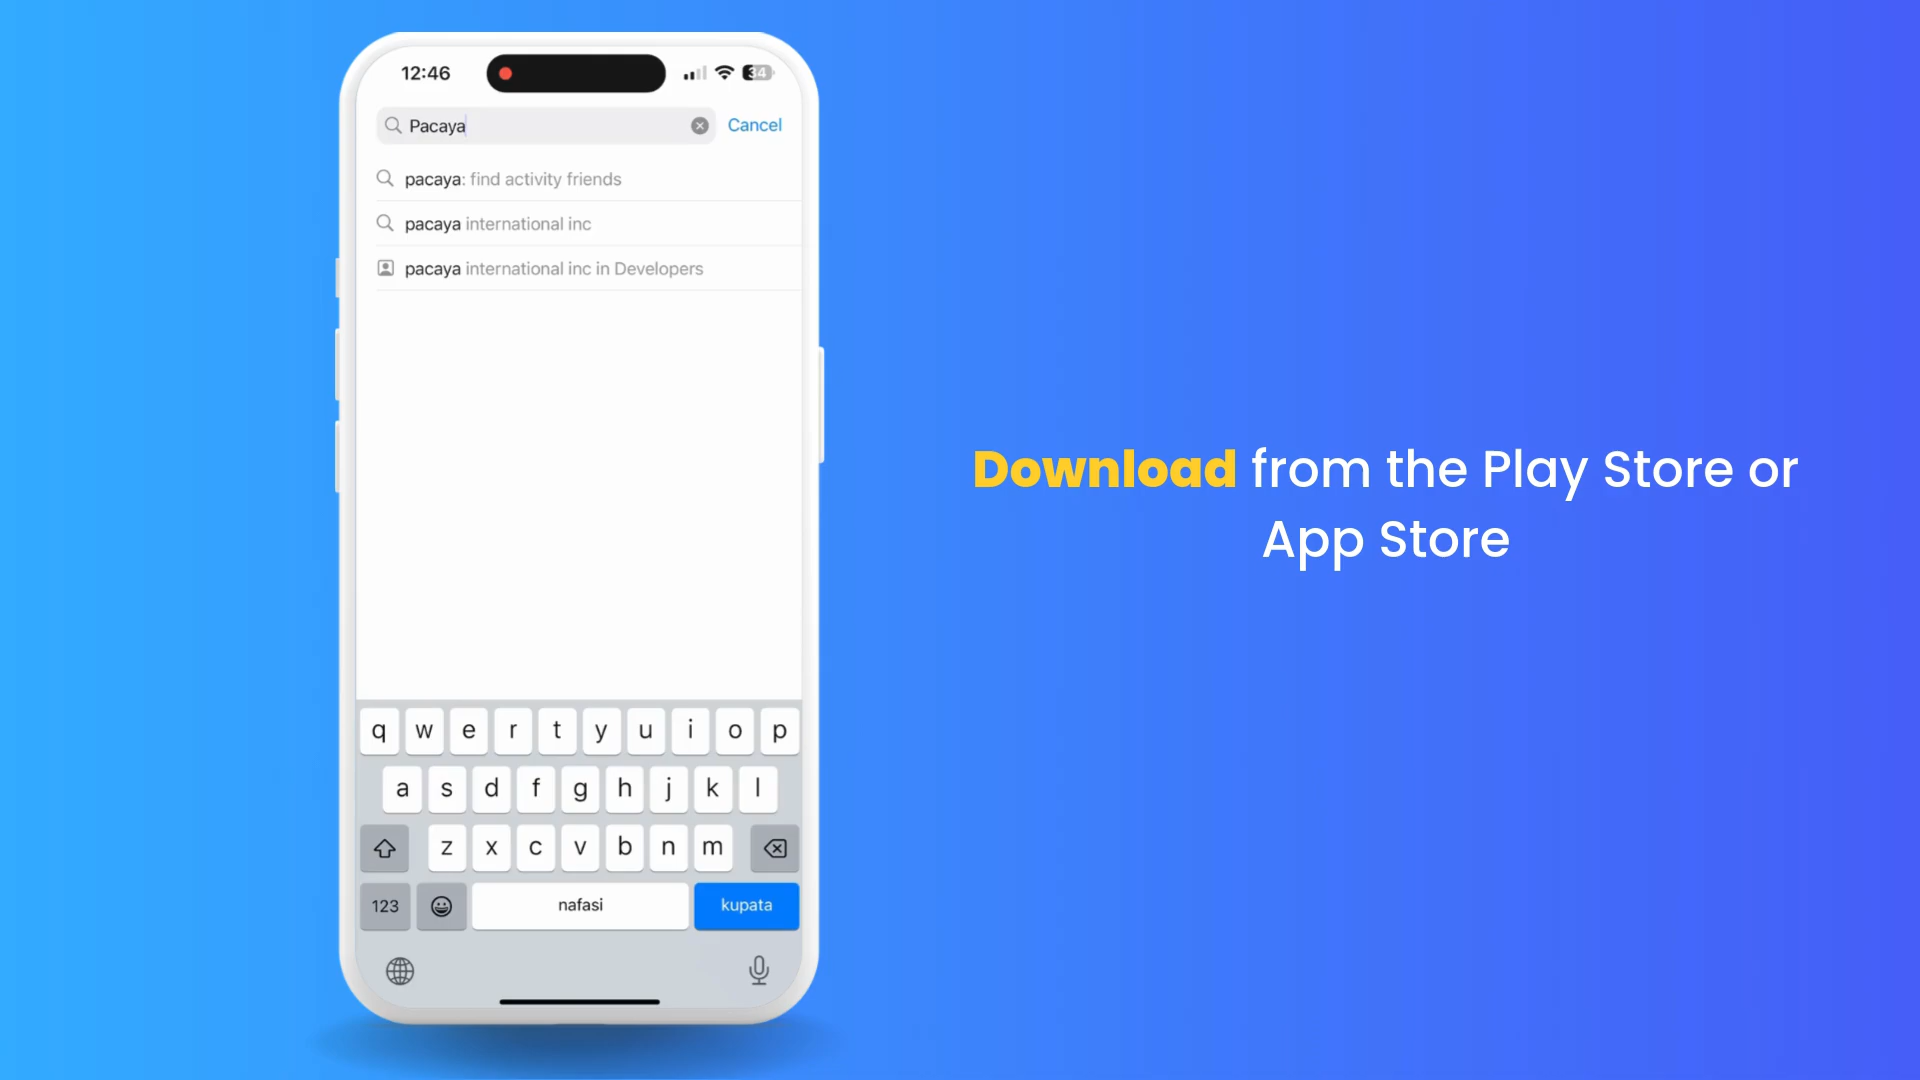 12:46
34
Pacaya
Cancel
pacaya: find activity friends
pacaya international inc
pacaya international inc in Developers
Download from the Play Store or
App Store
q w e r t y u i o p
a s d f g h j k l
z x c v b n m
123 nafasi kupata